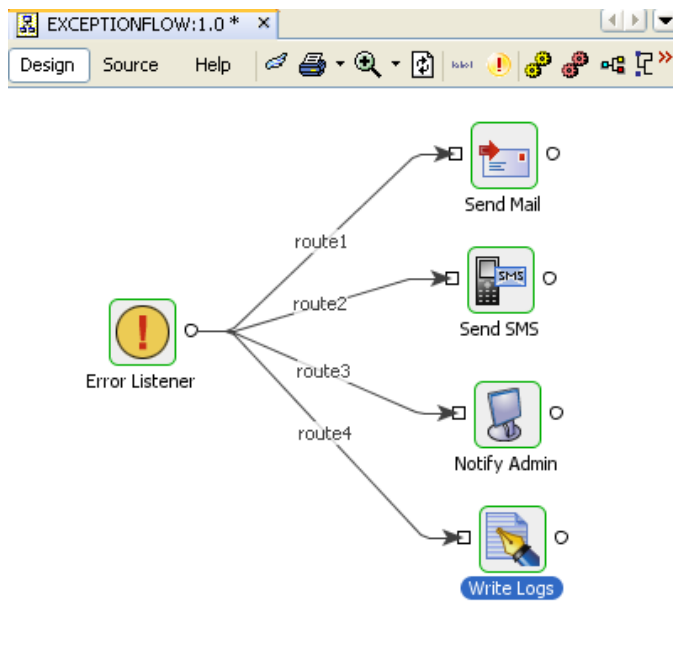 EXCEPTIONFLOW:1.0 *
Design Source Help
label
route1
Send Mail
route2
SMS
Send SMS
Error Listener
route3
route4
Notify Admin
Write Logs